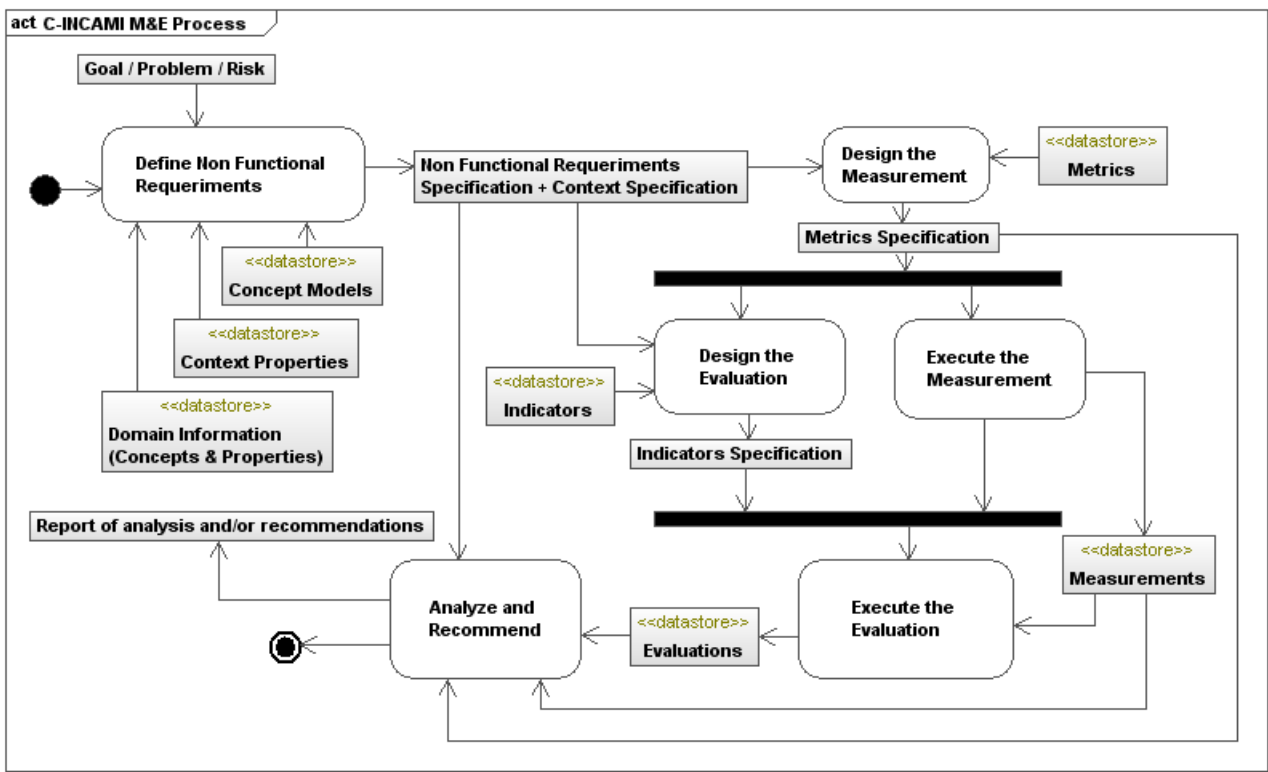 act C-INCAMI M&E Process
Goal / Problem / Risk
Define Non Functional
Requeriments
Non Functional Requeriments
Specification + Context Specification
Design the
Measurement
<<datastore>>
Metrics
Metrics Specification
<<datastore>>
Concept Models
<<datastore>>
Context Properties
<<datastore>>
Domain Information
(Concepts & Properties)
Design the
Evaluation
Execute the
Measurement
<<datastore>>
Indicators
Indicators Specification
Report of analysis and/or recommendations
<<datastore>>
Measurements
Analyze and
Recommend
<<datastore>>
Evaluations
Execute the
Evaluation